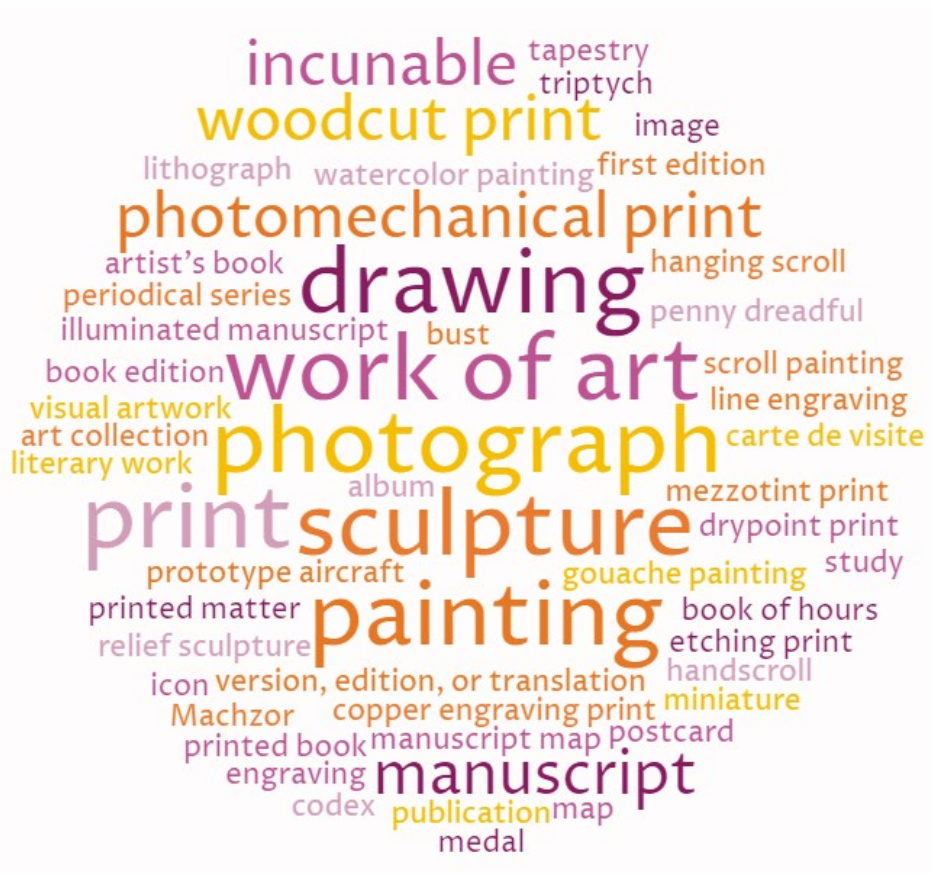 incunable tapestry
triptych
woodcut print image
lithograph watercolor painting first edition
photomechanical print
artist's book drawing hanging scroll
periodical series penny dreadful
illuminated manuscript bust
book edition work of art scroll painting
visual artwork line engraving
art collection photograph carte de visite
literary work
album mezzotint print
print sculpture drypoint print
prototype aircraft gouache painting study
printed matter painting book of hours
relief sculpture etching print
icon version, edition, or translation handscroll
Machzor copper engraving print miniature
printed book manuscript map postcard
engraving manuscript
codex publication map
medal